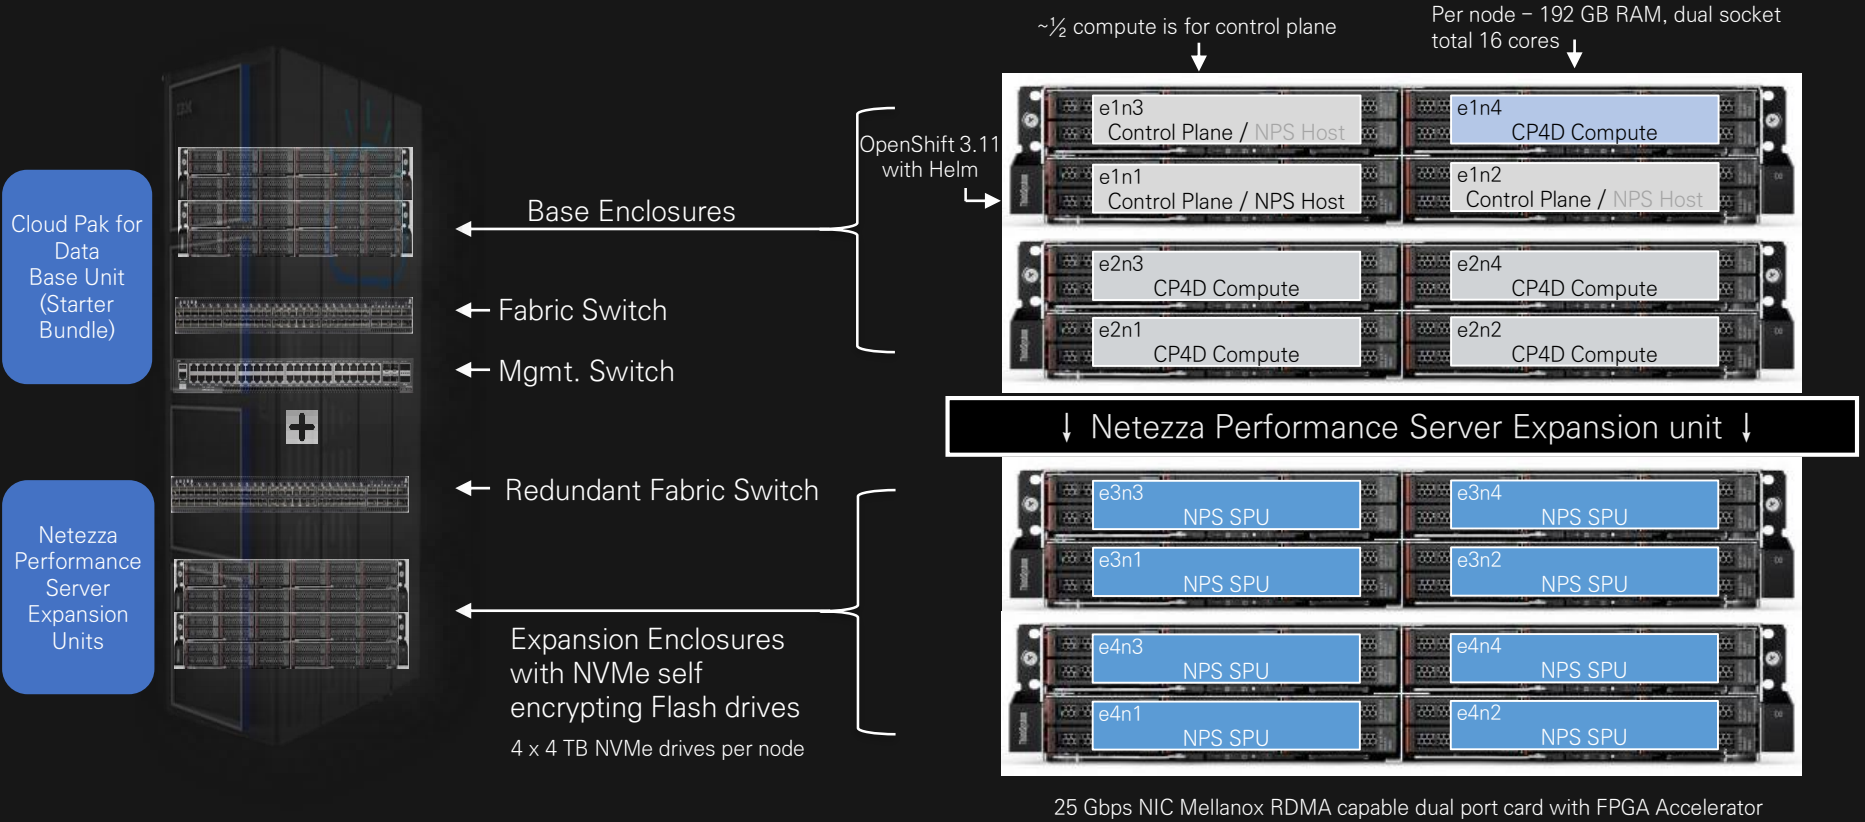 ~½ compute is for control plane
Per node – 192 GB RAM, dual socket
total 16 cores
Cloud Pak for
Data
Base Unit
(Starter
Bundle)
Netezza
Performance
Server
Expansion
Units
IBM
Base Enclosures
Fabric Switch
Mgmt. Switch
Redundant Fabric Switch
Expansion Enclosures
with NVMe self
encrypting Flash drives
4 x 4 TB NVMe drives per node
OpenShift 3.11
with Helm
e1n3
Control Plane / NPS Host
e1n4
CP4D Compute
e1n1
Control Plane / NPS Host
e1n2
Control Plane / NPS Host
e2n3
CP4D Compute
e2n4
CP4D Compute
e2n1
CP4D Compute
e2n2
CP4D Compute
↓ Netezza Performance Server Expansion unit ↓
e3n3
NPS SPU
e3n4
NPS SPU
e3n1
NPS SPU
e3n2
NPS SPU
e4n3
NPS SPU
e4n4
NPS SPU
e4n1
NPS SPU
e4n2
NPS SPU
25 Gbps NIC Mellanox RDMA capable dual port card with FPGA Accelerator